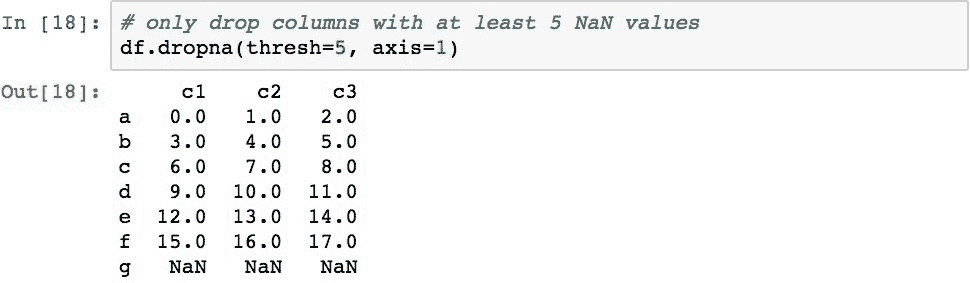 In [18]: # only drop columns with at least 5 NaN values
df.dropna(thresh=5, axis=1)
Out[18]: c1 c2 c3
a 0.0 1.0 2.0
b 3.0 4.0 5.0
c 6.0 7.0 8.0
d 9.0 10.0 11.0
e 12.0 13.0 14.0
f 15.0 16.0 17.0
g NaN NaN NaN